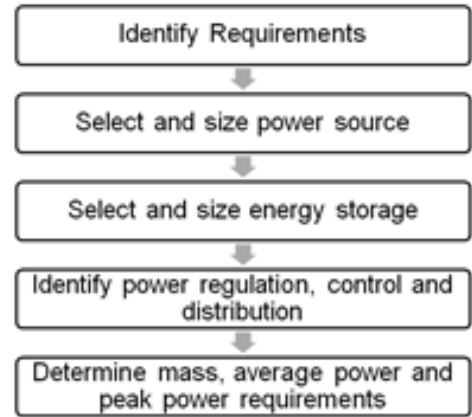 Identify Requirements
Select and size power source
Select and size energy storage
Identify power regulation, control and
distribution
Determine mass, average power and
peak power requirements